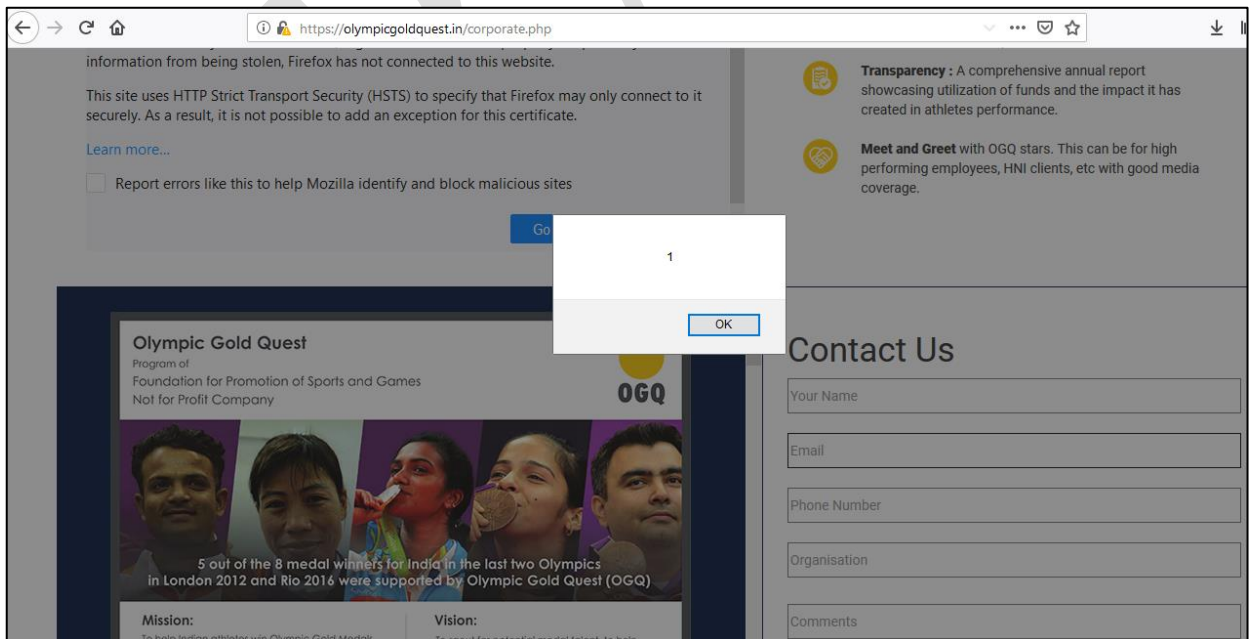 https://olympicgoldquest.in/corporate.php
information from being stolen, Firefox has not connected to this website.
This site uses HTTP Strict Transport Security (HSTS) to specify that Firefox may only connect to it
securely. As a result, it is not possible to add an exception for this certificate.
Learn more...
Report errors like this to help Mozilla identify and block malicious sites
Go
Transparency : A comprehensive annual report
showcasing utilization of funds and the impact it has
created in athletes performance.
Meet and Greet with OGQ stars. This can be for high
performing employees, HNI clients, etc with good media
coverage.
1
OK
Olympic Gold Quest
Program of
Foundation for Promotion of Sports and Games
Not for Profit Company
OGQ
5 out of the 8 medal winners for India in the last two Olympics
in London 2012 and Rio 2016 were supported by Olympic Gold Quest (OGQ)
Mission:
Vision:
Contact Us
Your Name
Email
Phone Number
Organisation
Comments